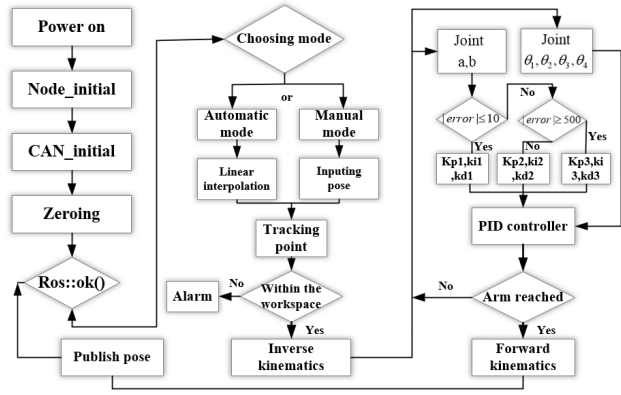 Power on
Node_initial
CAN_initial
Zeroing
Ros::ok()
Publish pose
Choosing mode
or
Automatic
mode
Manual
mode
Linear
interpolation
Inputing
pose
Tracking
point
Within the
workspace
No
Alarm
Yes
Inverse
kinematics
Joint
a,b
Joint
θ₁,θ₂,θ₃,θ₄
|error|≤10
No
|error|≥500
Yes
No
Yes
Kp1,ki1
,kd1
Kp2,ki2
,kd2
Kp3,ki
3,kd3
PID controller
Arm reached
No
Yes
Forward
kinematics